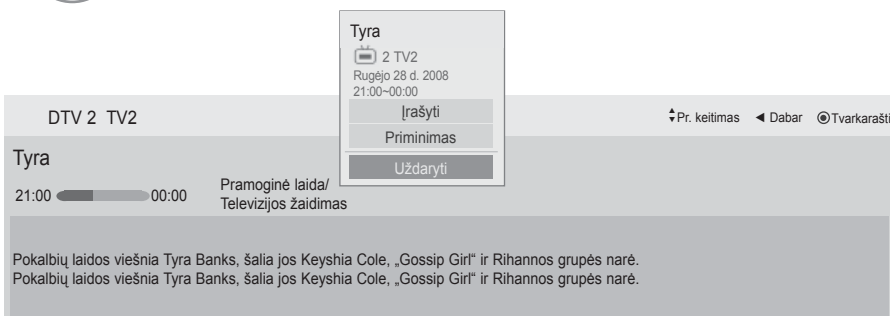 Tyra
2 TV2
Rugėjo 28 d. 2008
21:00~00:00
Įrašyti
Priminimas
Uždaryti
DTV 2 TV2
Pr. keitimas ◄ Dabar ◉Tvarkarašti
Tyra
21:00 00:00
Pramoginė laida/
Televizijos žaidimas
Pokalbių laidos viešnia Tyra Banks, šalia jos Keyshia Cole, „Gossip Girl“ ir Rihannos grupės narė.
Pokalbių laidos viešnia Tyra Banks, šalia jos Keyshia Cole, „Gossip Girl“ ir Rihannos grupės narė.